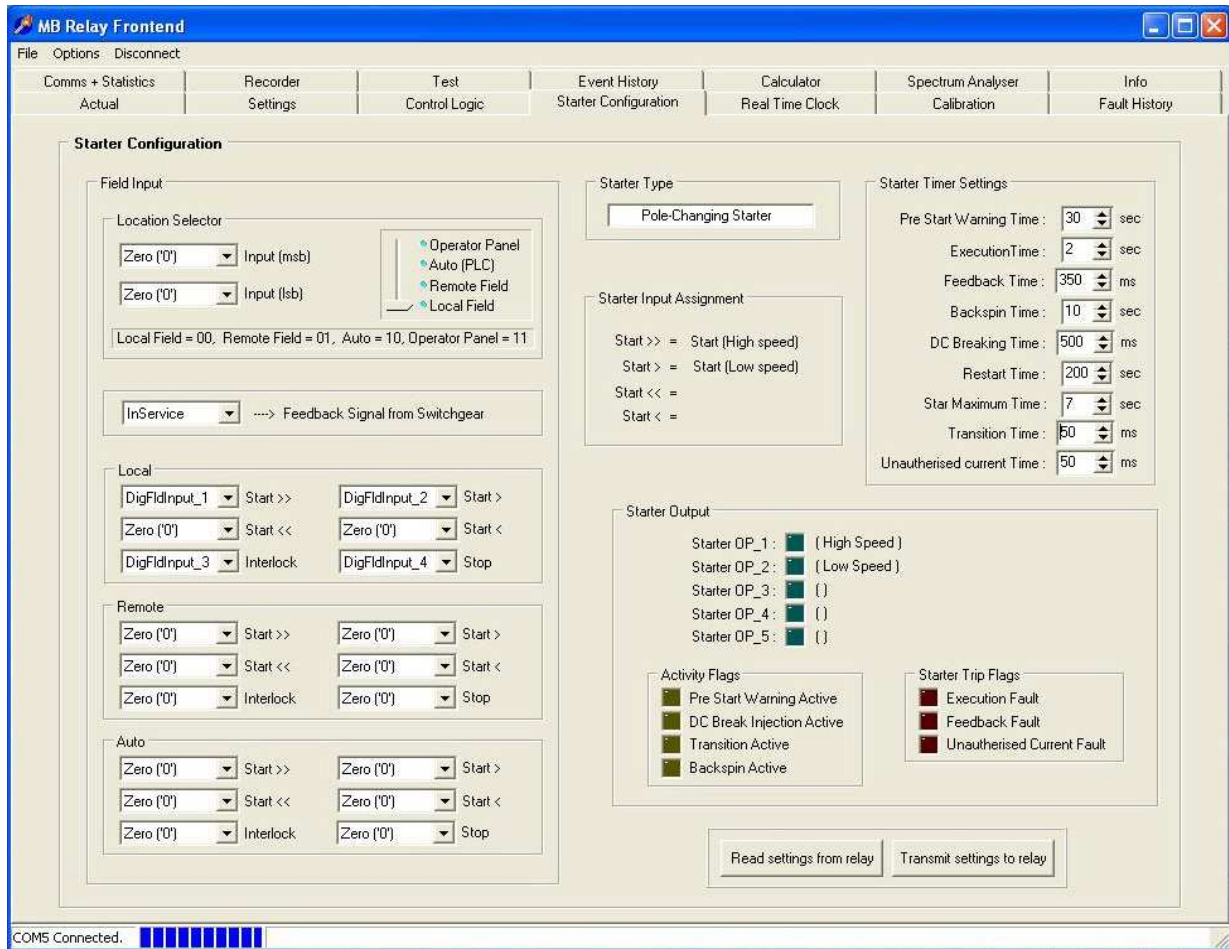 MB Relay Frontend
File Options Disconnect
Comms + Statistics Recorder Test Event History Calculator Spectrum Analyser Info
Actual Settings Control Logic Starter Configuration Real Time Clock Calibration Fault History
Starter Configuration
Field Input
Location Selector
Zero ('0') Input (msb)
Zero ('0') Input (lsb)
Operator Panel
Auto (PLC)
Remote Field
Local Field
Local Field = 00, Remote Field = 01, Auto = 10, Operator Panel = 11
InService ----> Feedback Signal from Switchgear
Local
DigFldInput_1 Start >> DigFldInput_2 Start >
Zero ('0') Start << Zero ('0') Start <
DigFldInput_3 Interlock DigFldInput_4 Stop
Remote
Zero ('0') Start >> Zero ('0') Start >
Zero ('0') Start << Zero ('0') Start <
Zero ('0') Interlock Zero ('0') Stop
Auto
Zero ('0') Start >> Zero ('0') Start >
Zero ('0') Start << Zero ('0') Start <
Zero ('0') Interlock Zero ('0') Stop
Starter Type
Pole-Changing Starter
Starter Input Assignment
Start >> = Start (High speed)
Start > = Start (Low speed)
Start << =
Start < =
Starter Timer Settings
Pre Start Warning Time : 30 sec
ExecutionTime : 2 sec
Feedback Time : 350 ms
Backspin Time : 10 sec
DC Breaking Time : 500 ms
Restart Time : 200 sec
Star Maximum Time : 7 sec
Transition Time : 50 ms
Unautherised current Time : 50 ms
Starter Output
Starter OP_1 : ( High Speed )
Starter OP_2 : ( Low Speed )
Starter OP_3 : ( )
Starter OP_4 : ( )
Starter OP_5 : ( )
Activity Flags
Pre Start Warning Active
DC Break Injection Active
Transition Active
Backspin Active
Starter Trip Flags
Execution Fault
Feedback Fault
Unautherised Current Fault
Read settings from relay Transmit settings to relay
COM5 Connected.